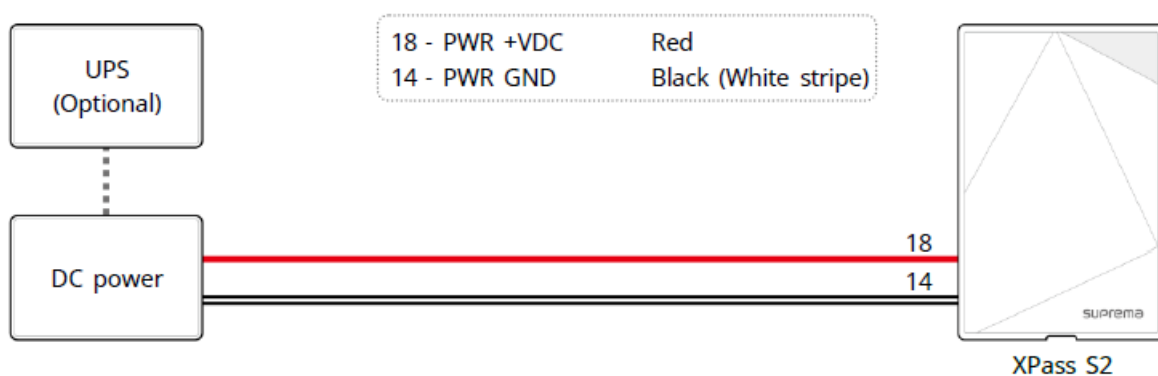 UPS
(Optional)
18 - PWR +VDC Red
14 - PWR GND Black (White stripe)
DC power
18
14
suprema
XPass S2